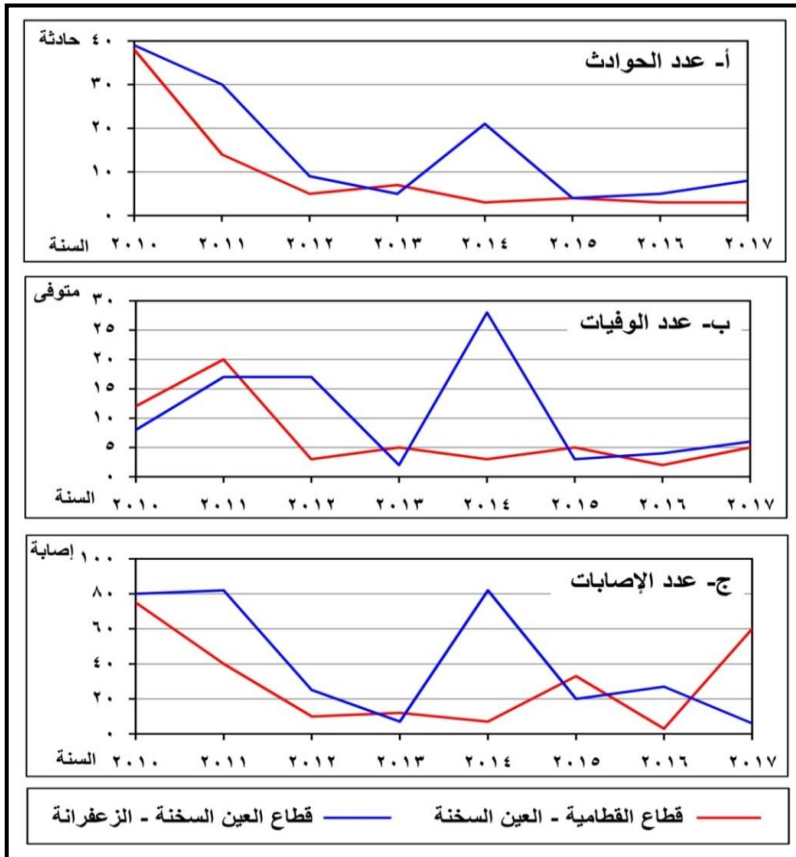 أ- عدد الحوادث
حادثة ٤٠
٣٠
٢٠
١٠
٠
السنة ٢٠١٠ ٢٠١١ ٢٠١٢ ٢٠١٣ ٢٠١٤ ٢٠١٥ ٢٠١٦ ٢٠١٧
ب- عدد الوفيات
متوفى ٣٠
٢٥
٢٠
١٥
١٠
٥
٠
السنة ٢٠١٠ ٢٠١١ ٢٠١٢ ٢٠١٣ ٢٠١٤ ٢٠١٥ ٢٠١٦ ٢٠١٧
ج- عدد الإصابات
إصابة ١٠٠
٨٠
٦٠
٤٠
٢٠
٠
السنة ٢٠١٠ ٢٠١١ ٢٠١٢ ٢٠١٣ ٢٠١٤ ٢٠١٥ ٢٠١٦ ٢٠١٧
قطاع القطامية - العين السخنة قطاع العين السخنة - الزعفرانة